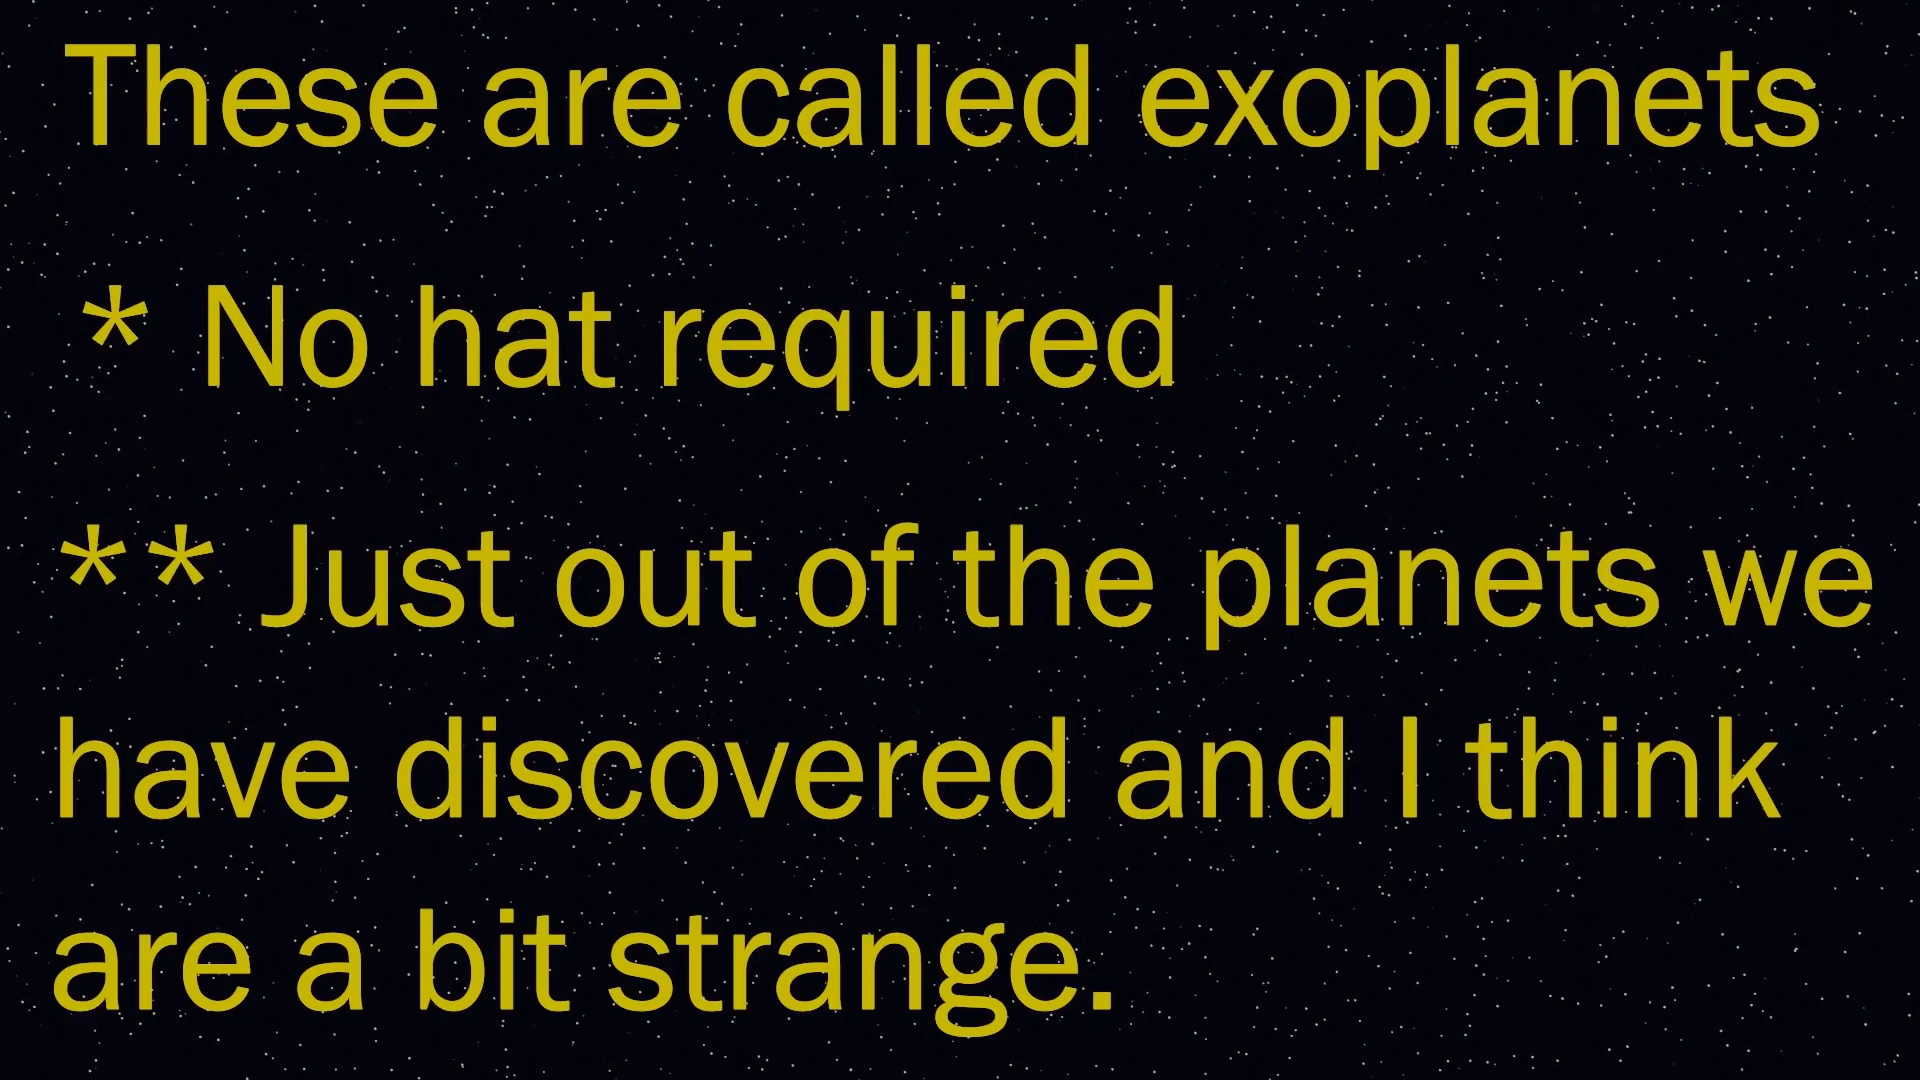 These are called exoplanets
* No hat required
** Just out of the planets we
have discovered and I think
are a bit strange.